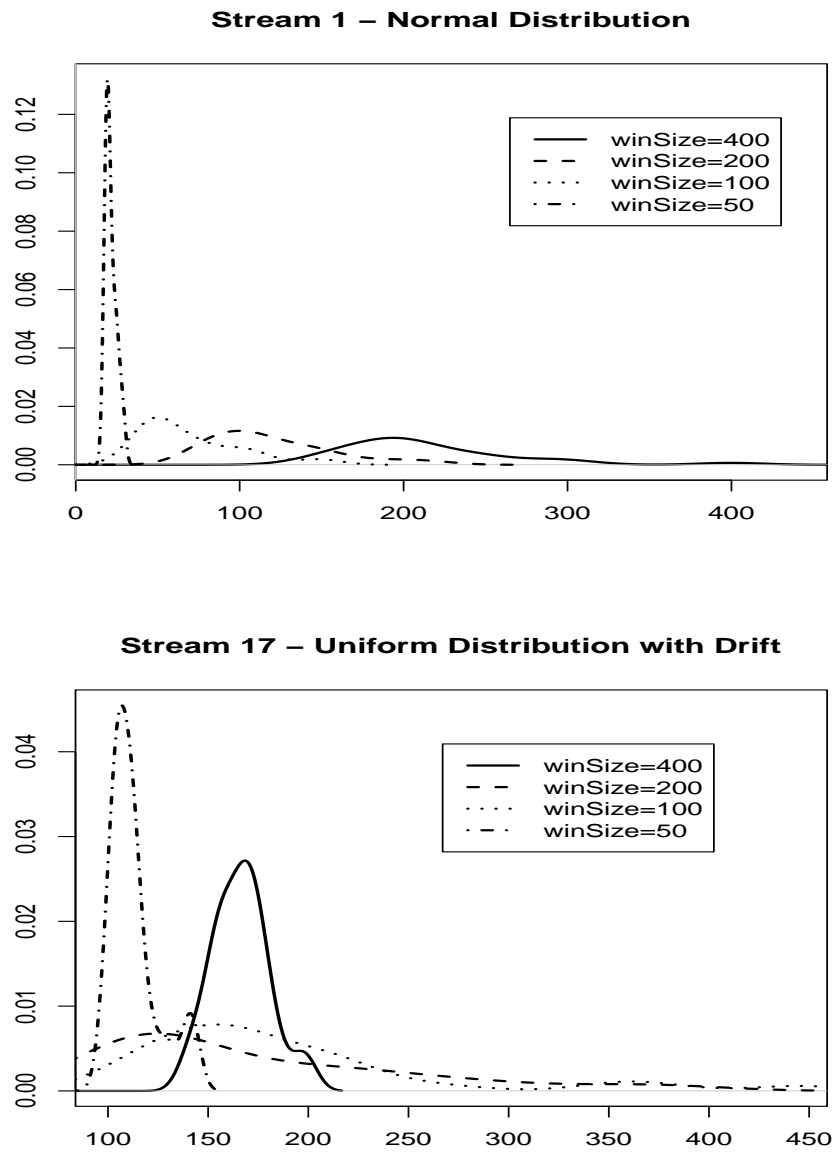 Stream 1 – Normal Distribution
0.12
0.10
0.08
0.06
0.04
0.02
0.00
winSize=400
winSize=200
winSize=100
winSize=50
0 100 200 300 400
Stream 17 – Uniform Distribution with Drift
0.04
0.03
0.02
0.01
0.00
winSize=400
winSize=200
winSize=100
winSize=50
100 150 200 250 300 350 400 450